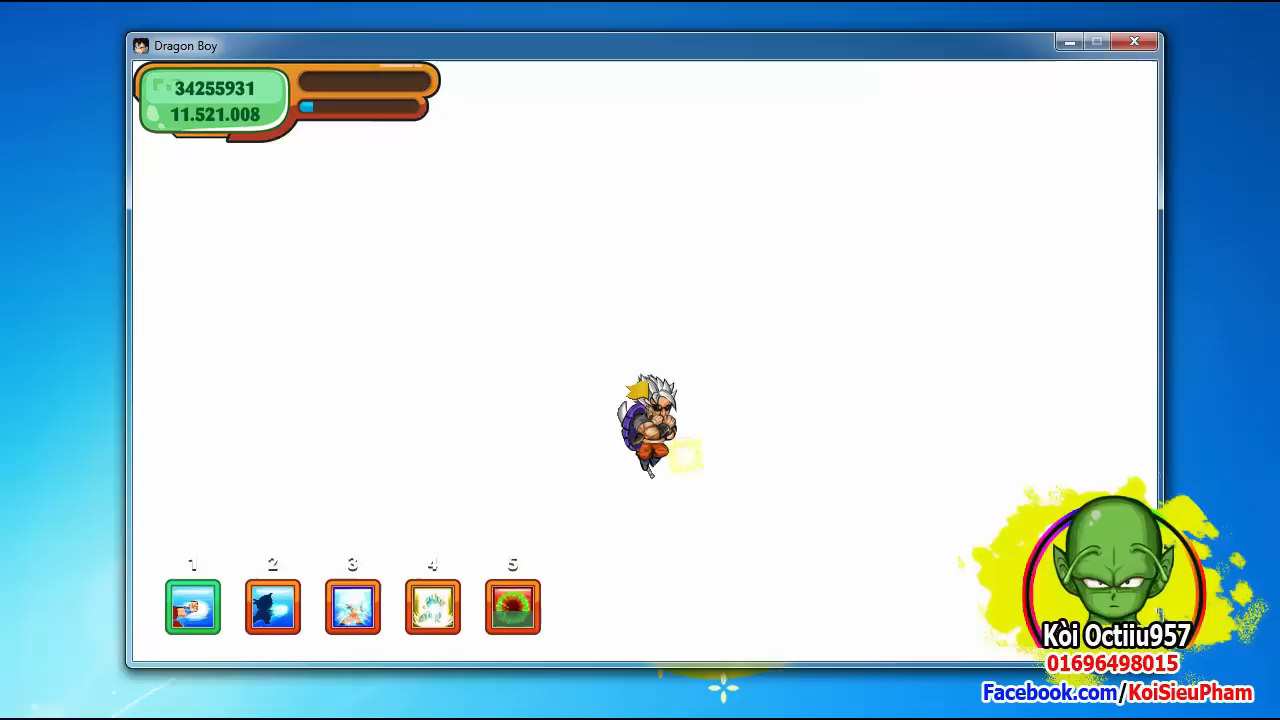 Dragon Boy
34255931
11.521.008
1 2 3 4 5
Kòi Octiiu957
01696498015
Facebook.com/KoiSieuPham